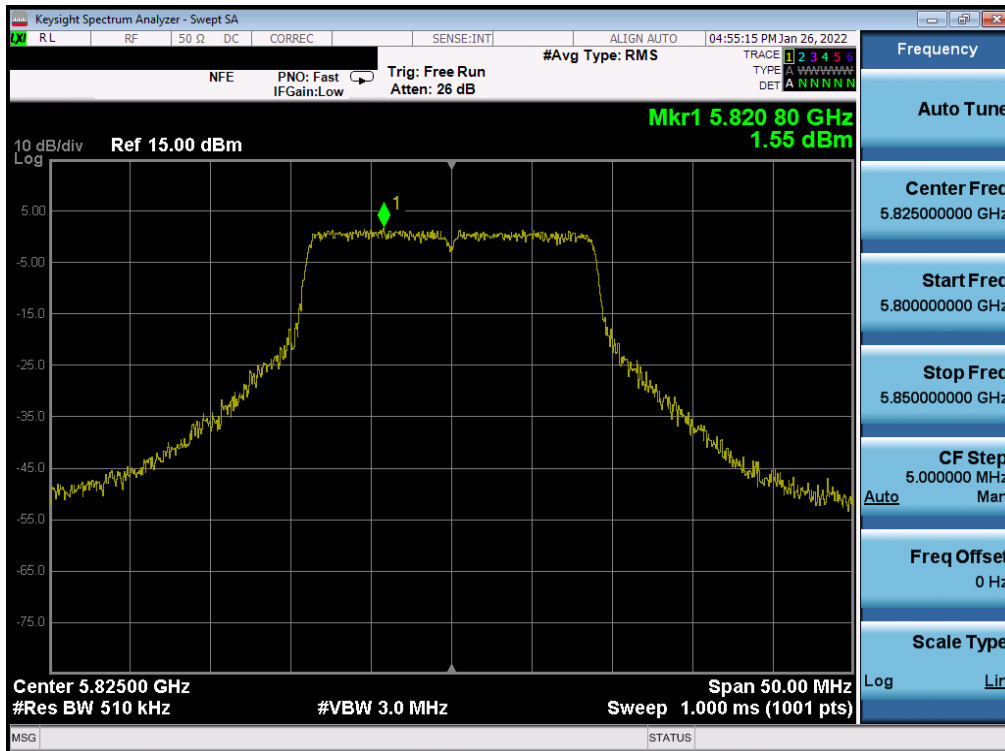 Keysight Spectrum Analyzer - Swept SA
LXI RL RF 50 Ω DC CORREC SENSE:INT ALIGN AUTO 04:55:15 PM Jan 26, 2022
#Avg Type: RMS
TRACE 1 2 3 4 5 6
TYPE A WWWWW
DET A N N N N N
NFE PNO: Fast Trig: Free Run
IFGain:Low Atten: 26 dB
Mkr1 5.820 80 GHz
1.55 dBm
10 dB/div Ref 15.00 dBm
Log
1
5.00
-5.00
-15.0
-25.0
-35.0
-45.0
-55.0
-65.0
-75.0
Center 5.82500 GHz Span 50.00 MHz
#Res BW 510 kHz #VBW 3.0 MHz Sweep 1.000 ms (1001 pts)
MSG STATUS
Frequency
Auto Tune
Center Freq
5.825000000 GHz
Start Freq
5.800000000 GHz
Stop Freq
5.850000000 GHz
CF Step
5.000000 MHz
Auto Man
Freq Offset
0 Hz
Scale Type
Log Lin